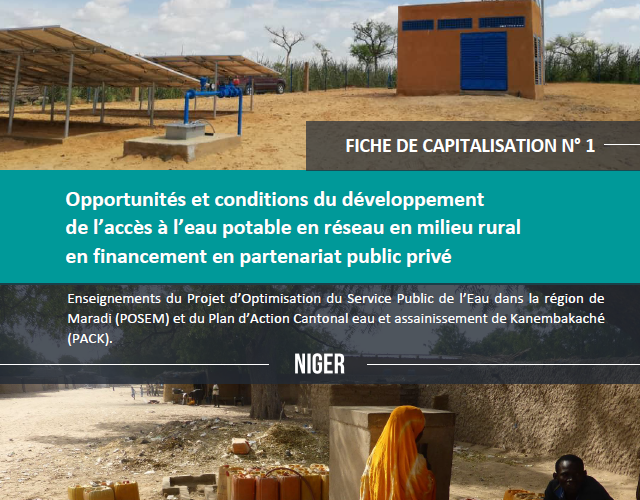 FICHE DE CAPITALISATION N° 1
Opportunités et conditions du développement
de l'accès à l'eau potable en réseau en milieu rural
en financement en partenariat public privé
Enseignements du Projet d'Optimisation du Service Public de l'Eau dans la région de
Maradi (POSEM) et du Plan d'Action Cantonal eau et assainissement de Kanembakaché
(PACK).
NIGER